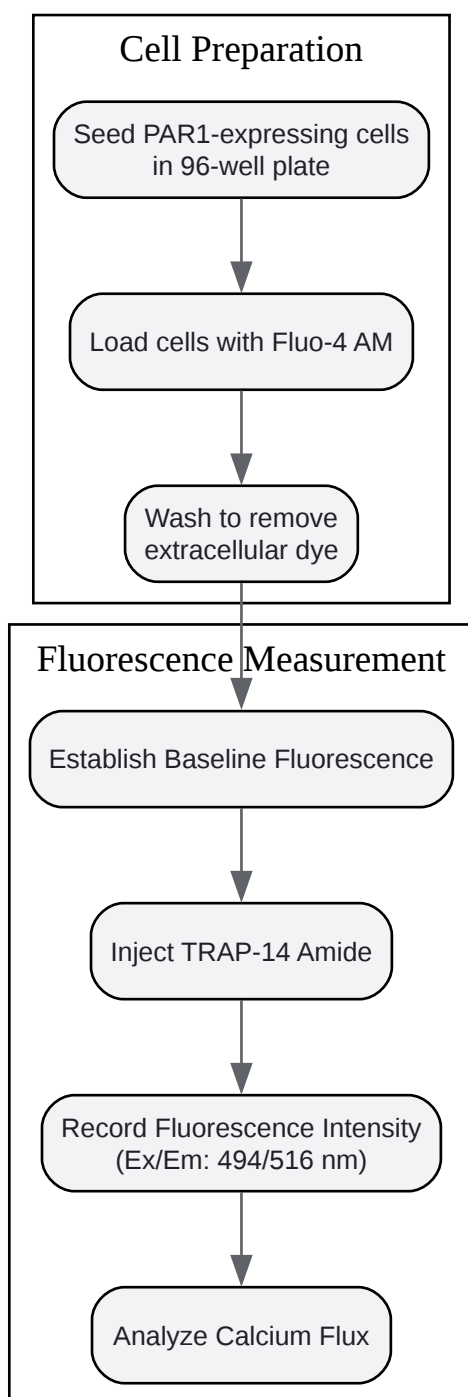 Cell Preparation
Seed PAR1-expressing cells
in 96-well plate
Load cells with Fluo-4 AM
Wash to remove
extracellular dye
Fluorescence Measurement
Establish Baseline Fluorescence
Inject TRAP-14 Amide
Record Fluorescence Intensity
(Ex/Em: 494/516 nm)
Analyze Calcium Flux